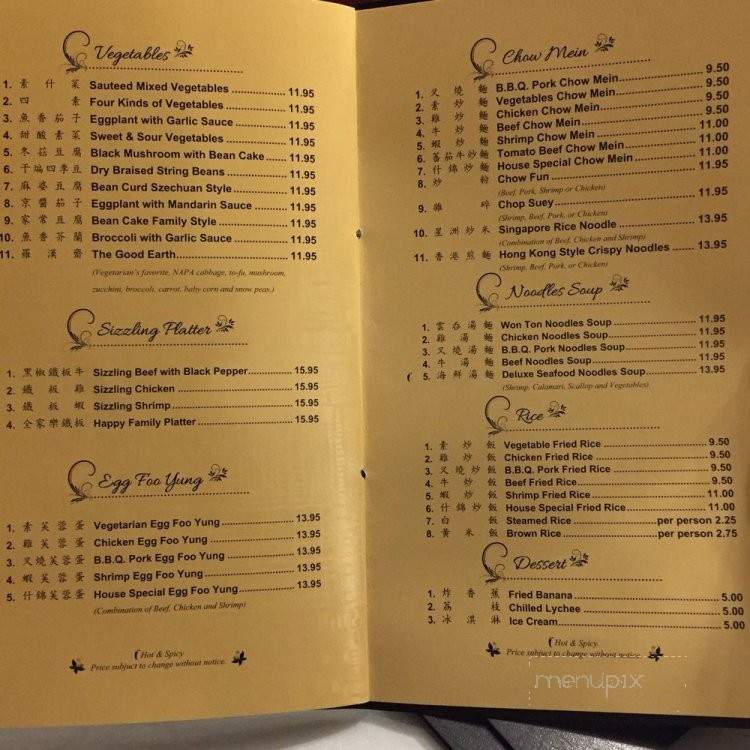 Vegetables
1. 素什菜 Sauteed Mixed Vegetables 11.95
2. 四素 Four Kinds of Vegetables 11.95
3. 魚香茄子 Eggplant with Garlic Sauce 11.95
4. 甜酸素菜 Sweet & Sour Vegetables 11.95
5. 冬菇豆腐 Black Mushroom with Bean Cake 11.95
6. 干煸四季豆 Dry Braised String Beans 11.95
7. 麻婆豆腐 Bean Curd Szechuan Style 11.95
8. 京醬茄子 Eggplant with Mandarin Sauce 11.95
9. 家常豆腐 Bean Cake Family Style 11.95
10. 魚香芥蘭 Broccoli with Garlic Sauce 11.95
11. 羅漢齋 The Good Earth 11.95
(Vegetarian's favorite, NAPA cabbage, to-fu, mushroom,
zucchini, broccoli, carrot, baby corn and snow peas.)
Sizzling Platter
1. 黑椒鐵板牛 Sizzling Beef with Black Pepper 15.95
2. 鐵板雞 Sizzling Chicken 15.95
3. 鐵板蝦 Sizzling Shrimp 15.95
4. 全家樂鐵板 Happy Family Platter 15.95
Egg Foo Yung
1. 素芙蓉蛋 Vegetarian Egg Foo Yung 13.95
2. 雞芙蓉蛋 Chicken Egg Foo Yung 13.95
3. 叉燒芙蓉蛋 B.B.Q. Pork Egg Foo Yung 13.95
4. 蝦芙蓉蛋 Shrimp Egg Foo Yung 13.95
5. 什錦芙蓉蛋 House Special Egg Foo Yung 13.95
(Combination of Beef, Chicken and Shrimp)
Hot & Spicy
Price subject to change without notice.
Chow Mein
1. 叉燒麵 B.B.Q. Pork Chow Mein 9.50
2. 素炒麵 Vegetables Chow Mein 9.50
3. 雞炒麵 Chicken Chow Mein 9.50
4. 牛炒麵 Beef Chow Mein 9.50
5. 蝦炒麵 Shrimp Chow Mein 11.00
6. 蕃茄牛炒麵 Tomato Beef Chow Mein 11.00
7. 什錦炒麵 House Special Chow Mein 11.00
8. 炒粉 Chow Fun 11.95
(Beef, Pork, Shrimp or Chicken)
9. 雜碎 Chop Suey 11.95
(Shrimp, Beef, Pork, or Chicken)
10. 星洲炒米 Singapore Rice Noodle 13.95
(Combination of Beef, Chicken and Shrimp)
11. 香港煎麵 Hong Kong Style Crispy Noodles 13.95
(Shrimp, Beef, Pork, or Chicken)
Noodles Soup
1. 雲吞湯麵 Won Ton Noodles Soup 11.95
2. 雞湯麵 Chicken Noodles Soup 11.95
3. 叉燒湯麵 B.B.Q. Pork Noodles Soup 11.95
4. 牛湯麵 Beef Noodles Soup 11.95
5. 海鮮湯麵 Deluxe Seafood Noodles Soup 13.95
(Shrimp, Calamari, Scallop and Vegetables)
Rice
1. 素炒飯 Vegetable Fried Rice 9.50
2. 雞炒飯 Chicken Fried Rice 9.50
3. 叉燒炒飯 B.B.Q. Pork Fried Rice 9.50
4. 牛炒飯 Beef Fried Rice 9.50
5. 蝦炒飯 Shrimp Fried Rice 11.00
6. 什錦炒飯 House Special Fried Rice 11.00
7. 白飯 Steamed Rice per person 2.25
8. 黃米飯 Brown Rice per person 2.75
Dessert
1. 炸香蕉 Fried Banana 5.00
2. 荔枝 Chilled Lychee 5.00
3. 冰淇淋 Ice Cream 5.00
Hot & Spicy
Price subject to change without notice.
menupix